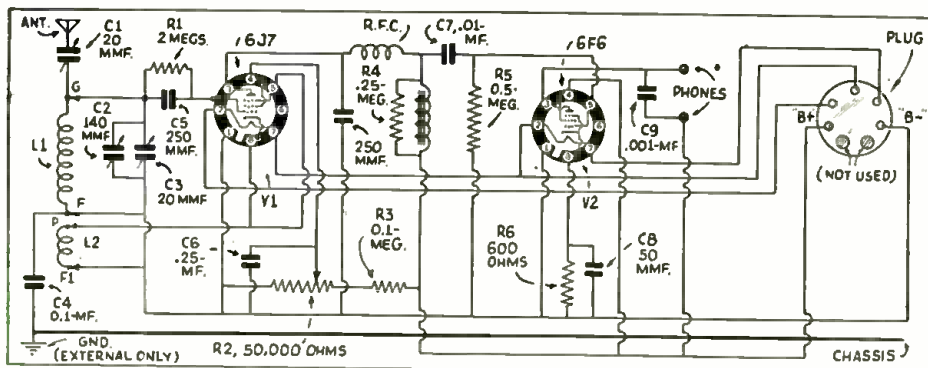 ANT.
C1
20
MMF.
R1
2 MEGS.
6J7
R.F.C.
C7,.01-
MF.
6F6
PLUG
G
C2
140
MMF
C5
250
MMF.
L1
C3
20 MMF
R4
.25-
MEG.
250
MMF.
R5
0.5-
MEG.
PHONES
C9
.001-MF
B+
B-
(NOT USED)
F
P
L2
F1
V1
V2
C6
.25-
MF.
R3
0.1-
MEG.
R6
600
OHMS
C8
50
MMF.
C4
0.1-MF.
GND.
(EXTERNAL ONLY)
R2, 50,000 OHMS
CHASSIS